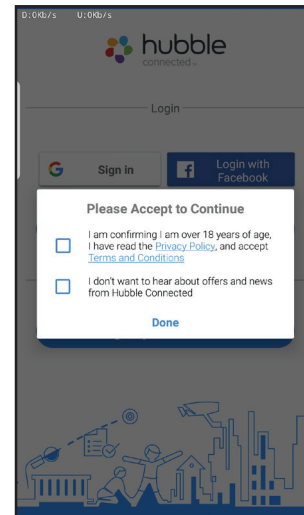 D:0Kb/s U:0Kb/s
hubble
connected
Login
Sign in
Login with
Facebook
Please Accept to Continue
I am confirming I am over 18 years of age,
I have read the Privacy Policy, and accept
Terms and Conditions
I don't want to hear about offers and news
from Hubble Connected
Done